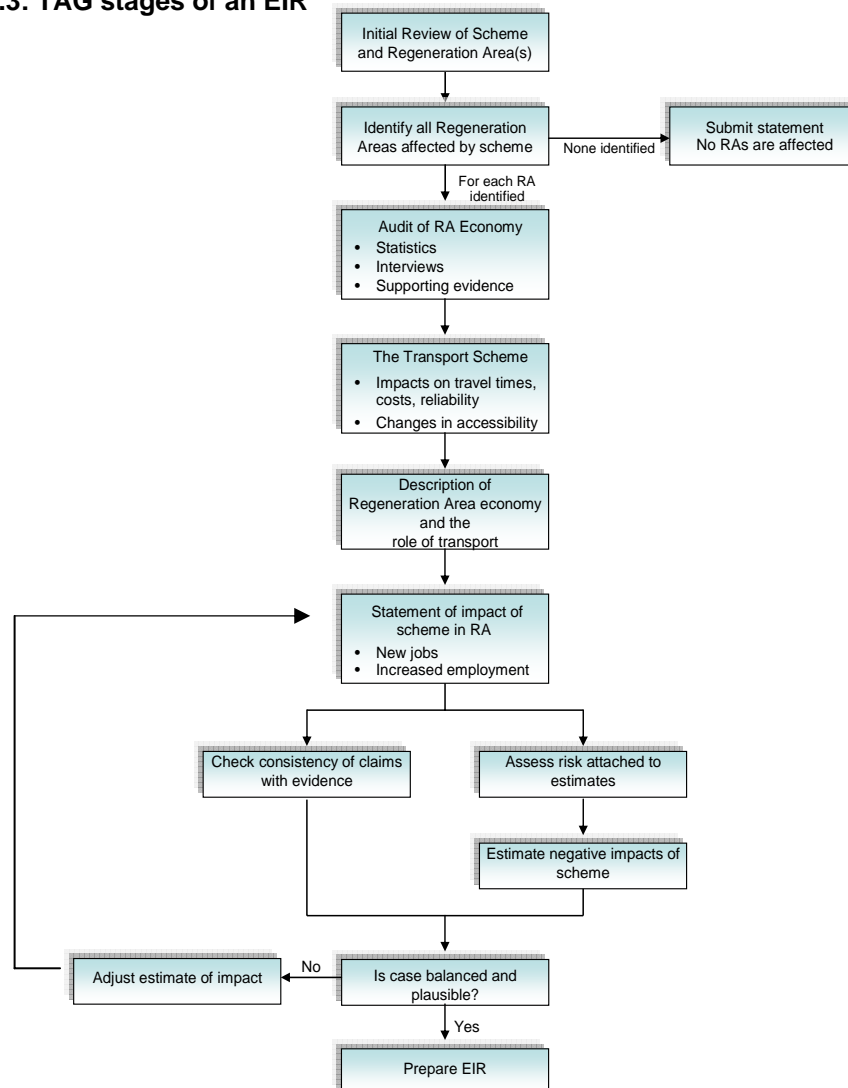 .3: TAG stages of an EIR
Initial Review of Scheme
and Regeneration Area(s)
Identify all Regeneration
Areas affected by scheme
None identified
Submit statement
No RAs are affected
For each RA
identified
Audit of RA Economy
• Statistics
• Interviews
• Supporting evidence
The Transport Scheme
• Impacts on travel times,
costs, reliability
• Changes in accessibility
Description of
Regeneration Area economy
and the
role of transport
Statement of impact of
scheme in RA
• New jobs
• Increased employment
Check consistency of claims
with evidence
Assess risk attached to
estimates
Estimate negative impacts of
scheme
Adjust estimate of impact
No
Is case balanced and
plausible?
Yes
Prepare EIR